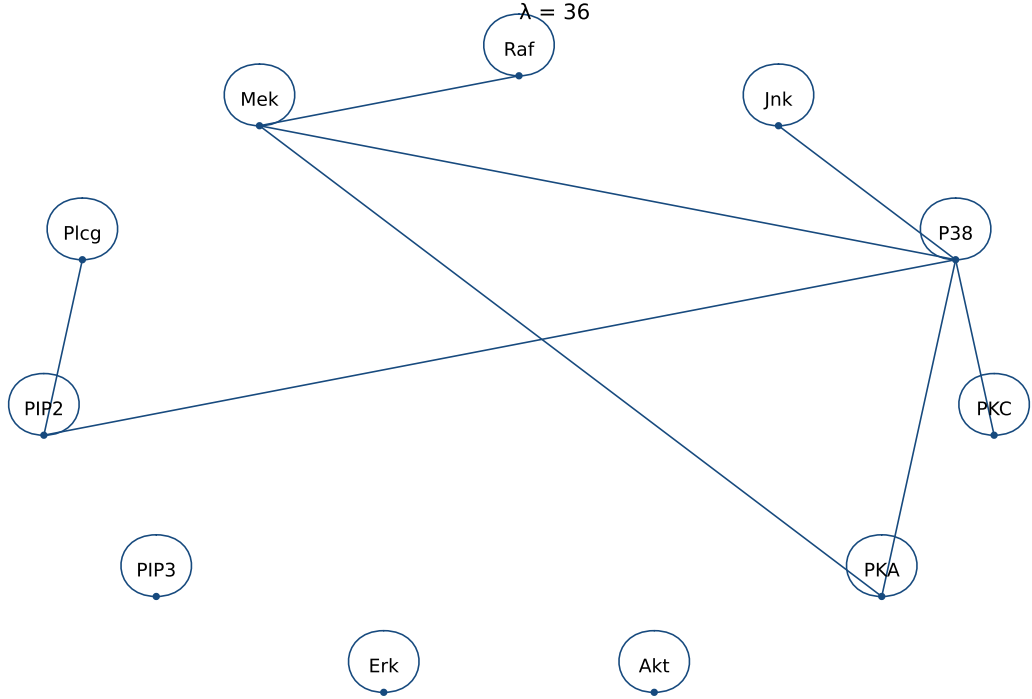 λ = 36
Raf
Mek
Jnk
Plcg
P38
PIP2
PKC
PIP3
PKA
Erk
Akt